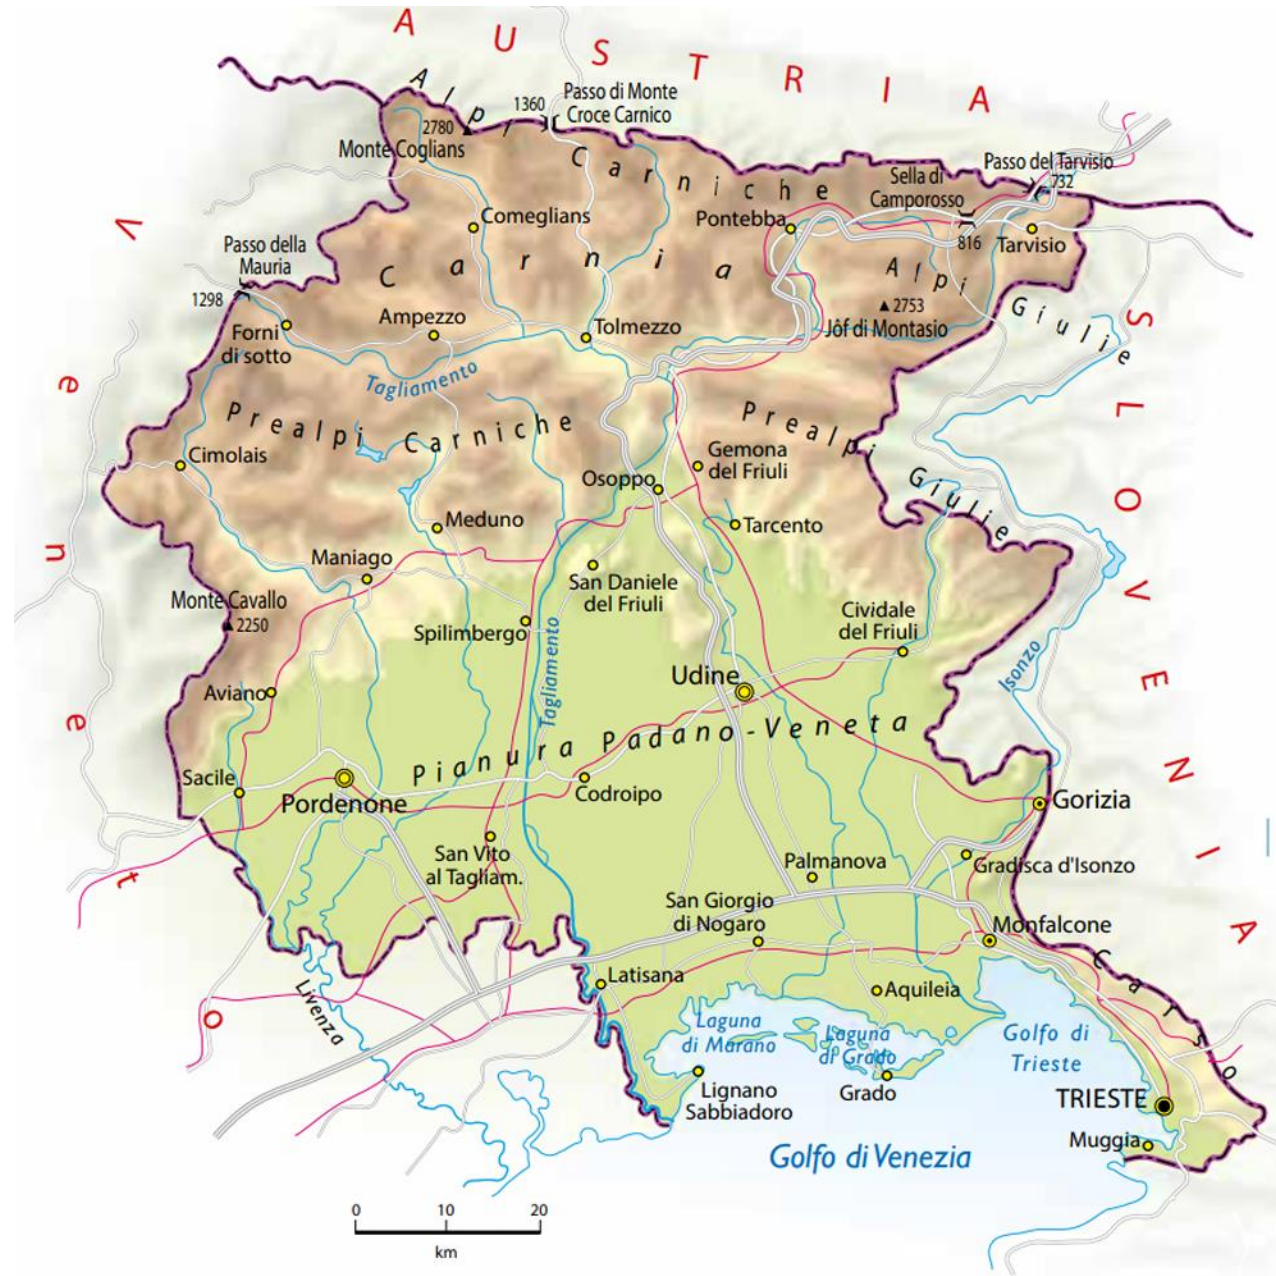 AUSTRIA
Alpi Carniche
1360
Passo di Monte
Croce Carnico
2780
Monte Coglians
Passo del Tarvisio
732
Sella di
Camporosso
816
Comeglians
Pontebba
Tarvisio
Passo della
Mauria
1298
Carnia
Alpi Giulie
2753
Jôf di Montasio
Forni
di sotto
Ampezzo
Tolmezzo
Tagliamento
Veneto
SLOVENIA
Prealpi Carniche
Prealpi Giulie
Cimolais
Gemona
del Friuli
Osoppo
Meduno
Tarcento
Maniago
San Daniele
del Friuli
Monte Cavallo
2250
Cividale
del Friuli
Spilimbergo
Tagliamento
Isonzo
Udine
Aviano
Pianura Padano-Veneta
Sacile
Pordenone
Codroipo
Gorizia
San Vito
al Tagliam.
Palmanova
Gradisca d'Isonzo
San Giorgio
di Nogaro
Monfalcone
Carso
Latisana
Aquileia
Livenza
Laguna
di Marano
Laguna
di Grado
Golfo di
Trieste
Lignano
Sabbiadoro
Grado
TRIESTE
Muggia
Golfo di Venezia
0 10 20
km